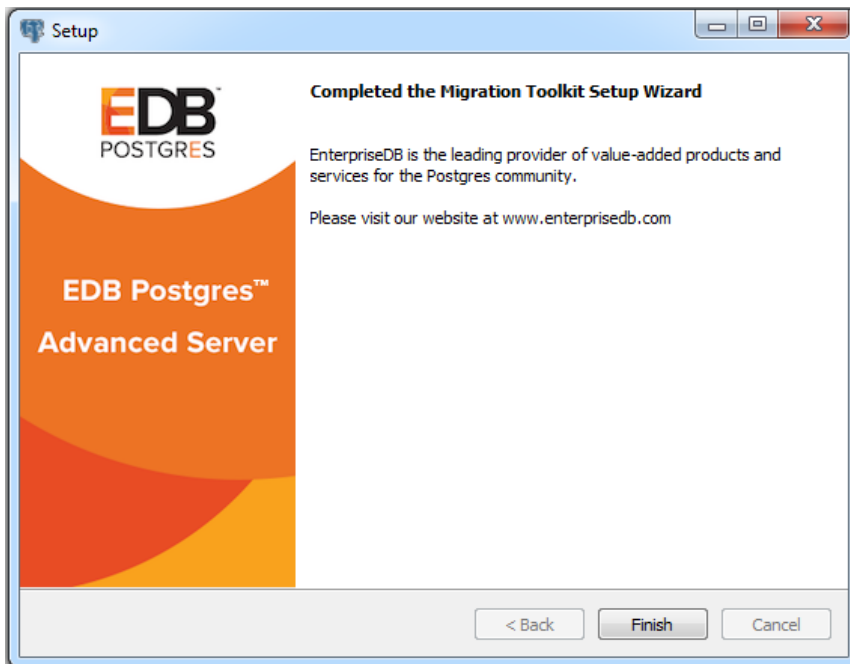 Setup
EDB™
POSTGRES
EDB Postgres™
Advanced Server
Completed the Migration Toolkit Setup Wizard
EnterpriseDB is the leading provider of value-added products and
services for the Postgres community.
Please visit our website at www.enterprisedb.com
< Back
Finish
Cancel